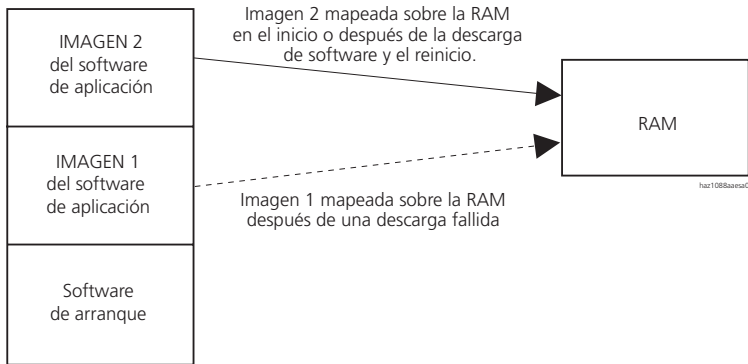 Imagen 2 mapeada sobre la RAM
en el inicio o después de la descarga
de software y el reinicio.
IMAGEN 2
del software
de aplicación
RAM
IMAGEN 1
del software
de aplicación
haz1088aaesa0
Imagen 1 mapeada sobre la RAM
después de una descarga fallida
Software
de arranque